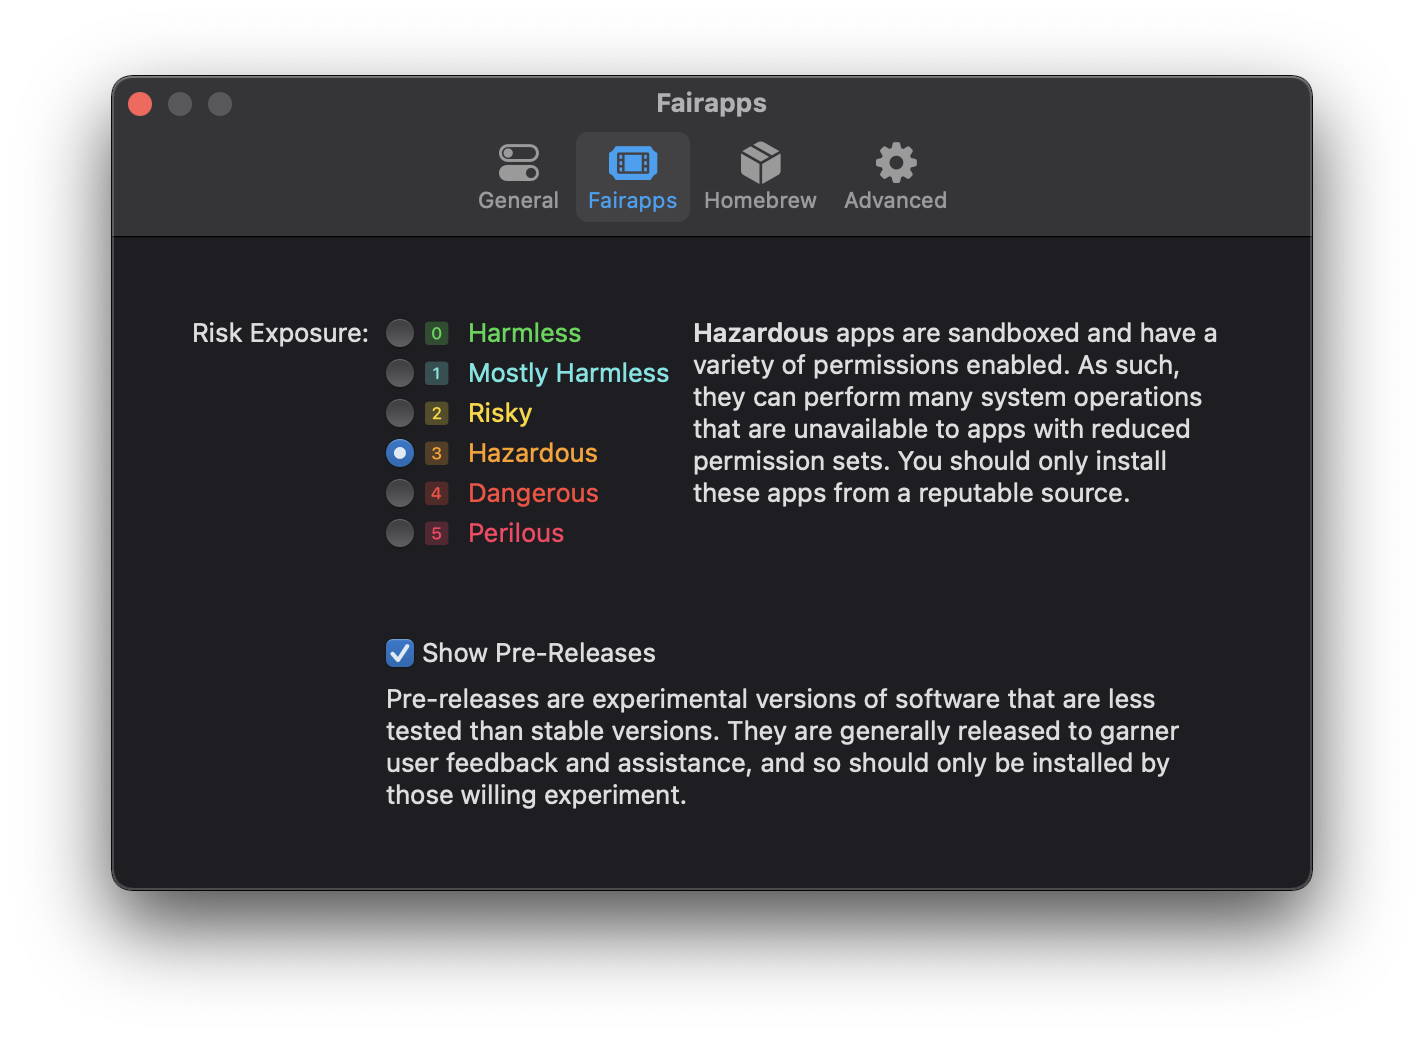 Fairapps
General
Fairapps
Homebrew
Advanced
Risk Exposure:
0 Harmless
1 Mostly Harmless
2 Risky
3 Hazardous
4 Dangerous
5 Perilous
Hazardous apps are sandboxed and have a
variety of permissions enabled. As such,
they can perform many system operations
that are unavailable to apps with reduced
permission sets. You should only install
these apps from a reputable source.
Show Pre-Releases
Pre-releases are experimental versions of software that are less
tested than stable versions. They are generally released to garner
user feedback and assistance, and so should only be installed by
those willing experiment.